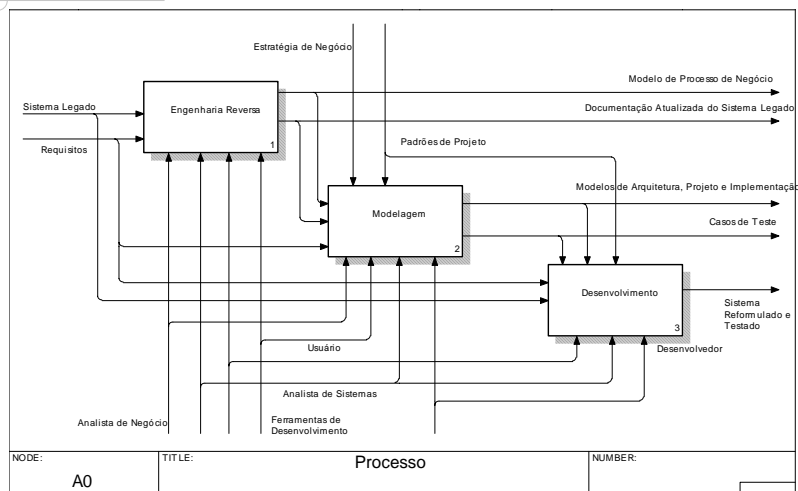 Estratégia de Negócio
Modelo de Processo de Negócio
Sistema Legado
Engenharia Reversa
Documentação Atualizada do Sistema Legado
Requisitos
1
Padrões de Projeto
Modelos de Arquitetura, Projeto e Implementação
Modelagem
Casos de Teste
2
Desenvolvimento
Sistema
Reformulado e
Testado
3
Usuário
Desenvolvedor
Analista de Sistemas
Analista de Negócio
Ferramentas de
Desenvolvimento
NODE:
TITLE:
Processo
NUMBER:
A0